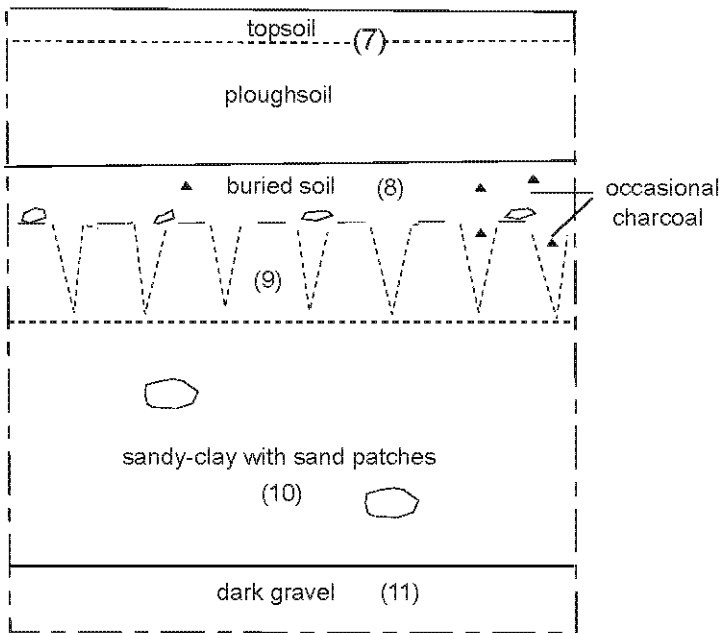 topsoil
(7)
ploughsoil
buried soil (8)
occasional
charcoal
(9)
sandy-clay with sand patches
(10)
dark gravel (11)